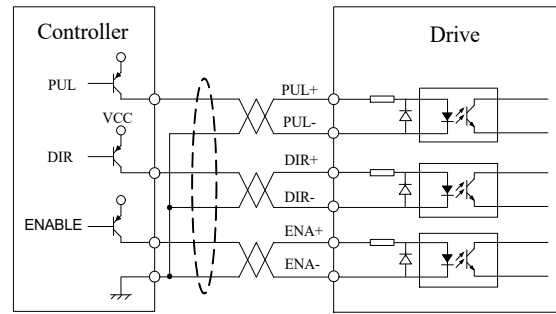 Controller
Drive
PUL
VCC
DIR
ENABLE
PUL+
PUL-
DIR+
DIR-
ENA+
ENA-